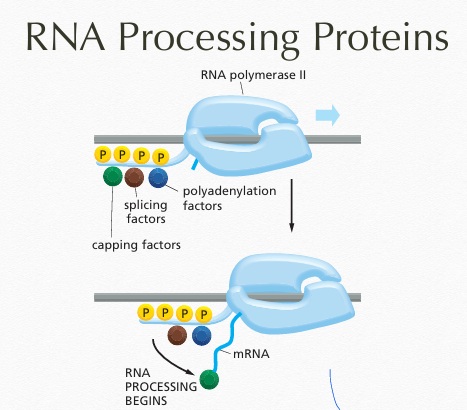 RNA Processing Proteins
RNA polymerase II
P P P P
polyadenylation
factors
splicing
factors
capping factors
P P P P
mRNA
RNA
PROCESSING
BEGINS